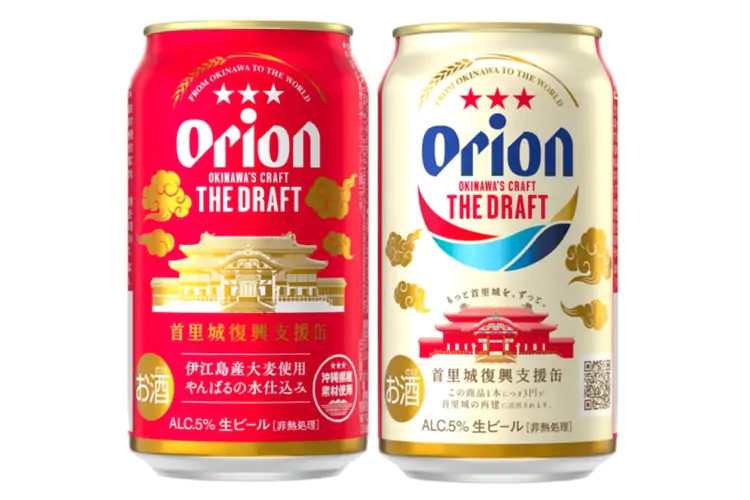 FROM OKINAWA TO THE WORLD
Orion
OKINAWA'S CRAFT
THE DRAFT
首里城復興支援缶
お酒
伊江島産大麦使用
やんばるの水仕込み
沖縄県産
素材使用
ALC.5% 生ビール [非熱処理]
FROM OKINAWA TO THE WORLD
Orion
OKINAWA'S CRAFT
THE DRAFT
もっと首里城を、ずっと。
首里城復興支援缶
お酒
この商品1本につき3円が
首里城の再建に活用されます。
ALC.5% 生ビール [非熱処理]